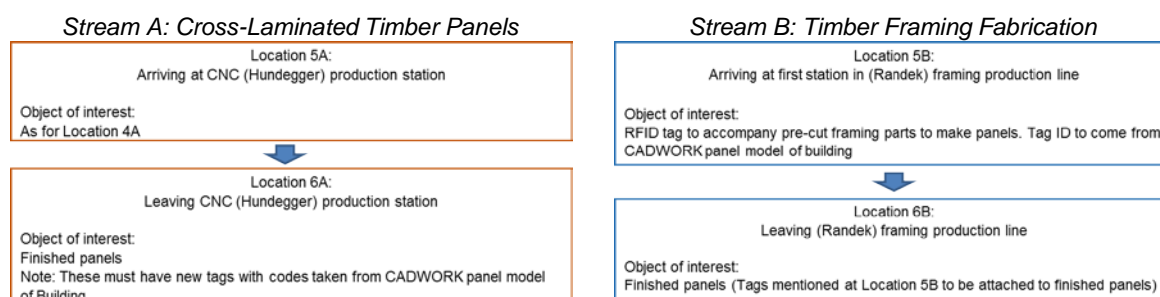 Stream A: Cross-Laminated Timber Panels
Location 5A:
Arriving at CNC (Hundegger) production station
Object of interest:
As for Location 4A
Location 6A:
Leaving CNC (Hundegger) production station
Object of interest:
Finished panels
Note: These must have new tags with codes taken from CADWORK panel model
of Building
Stream B: Timber Framing Fabrication
Location 5B:
Arriving at first station in (Randek) framing production line
Object of interest:
RFID tag to accompany pre-cut framing parts to make panels. Tag ID to come from
CADWORK panel model of building
Location 6B:
Leaving (Randek) framing production line
Object of interest:
Finished panels (Tags mentioned at Location 5B to be attached to finished panels)